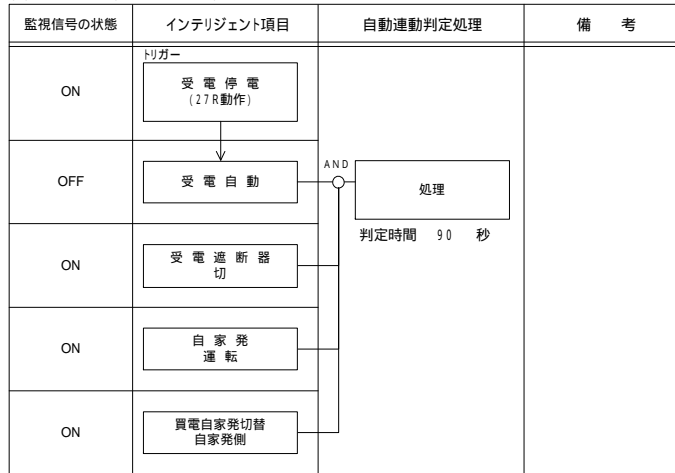 監視信号の状態 インテリジェント項目 自動連動判定処理 備 考
トリガー
ON
受 電 停 電
(27R動作)
OFF
受 電 自 動
AND
処理
判定時間 90 秒
ON
受 電 遮 断 器
切
ON
自 家 発
運 転
ON
買電自家発切替
自家発側